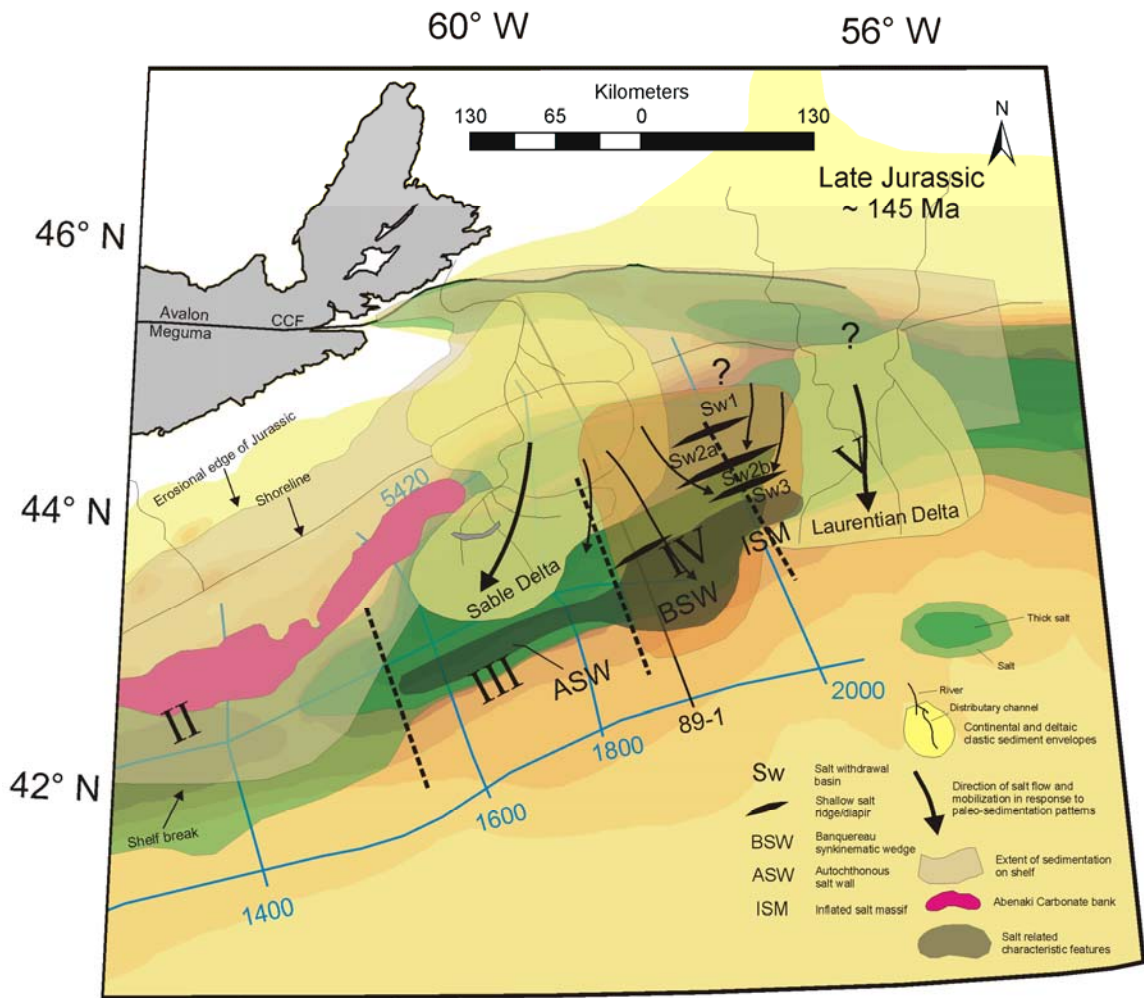 60° W
56° W
Kilometers
130
65
0
130
N
Late Jurassic
~ 145 Ma
46° N
44° N
42° N
Avalon
Meguma
CCF
?
?
Sw1
Sw2a
Sw2b
Sw3
Erosional edge of Jurassic
Shoreline
5420
Sable Delta
Laurentian Delta
V
IV
ISM
BSW
III
ASW
II
Shelf break
1400
1600
1800
89-1
2000
Thick salt
Salt
River
Distributary channel
Continental and deltaic
clastic sediment envelopes
Direction of salt flow and
mobilization in response to
paleo-sedimentation patterns
Extent of sedimentation
on shelf
Abenaki Carbonate bank
Salt related
characteristic features
Sw
Salt withdrawal
basin
Shallow salt
ridge/diapir
BSW
Banquereau
synkinematic wedge
ASW
Autochthonous
salt wall
ISM
Inflated salt massif